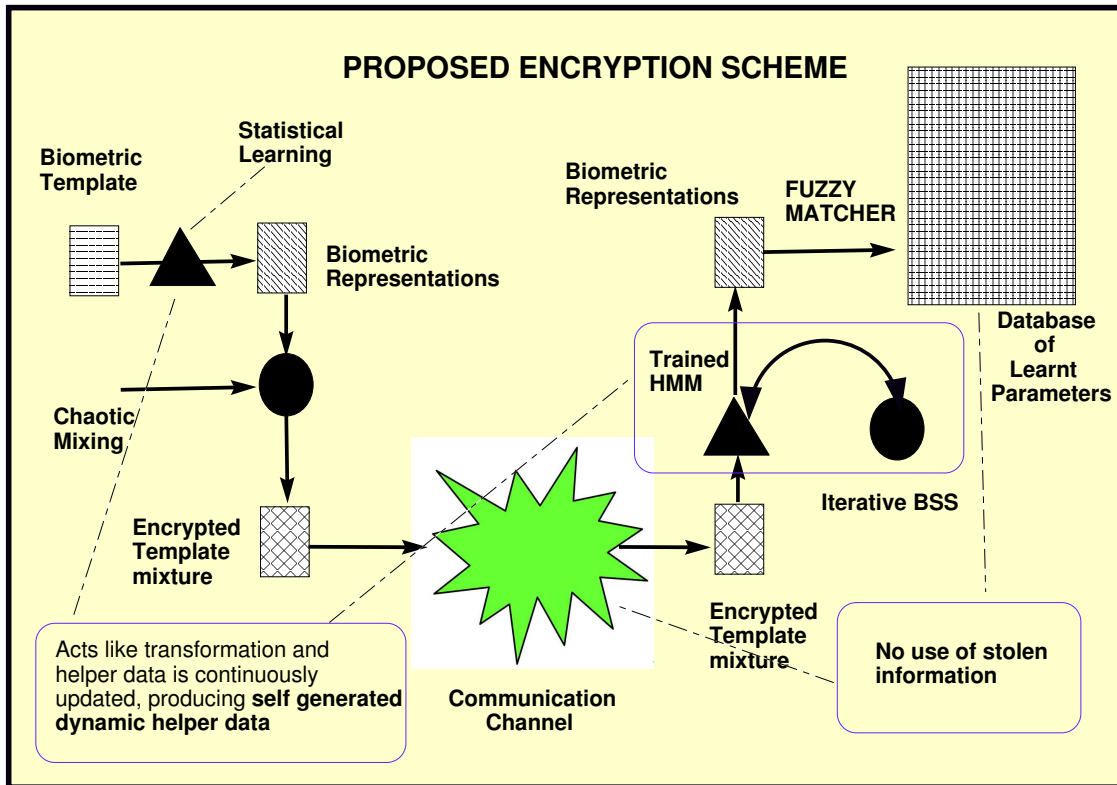 PROPOSED ENCRYPTION SCHEME
Statistical
Learning
Biometric
Template
Biometric
Representations
Chaotic
Mixing
Encrypted
Template
mixture
Acts like transformation and
helper data is continuously
updated, producing self generated
dynamic helper data
Communication
Channel
Encrypted
Template
mixture
Trained
HMM
Iterative BSS
Biometric
Representations
FUZZY
MATCHER
Database
of
Learnt
Parameters
No use of stolen
information